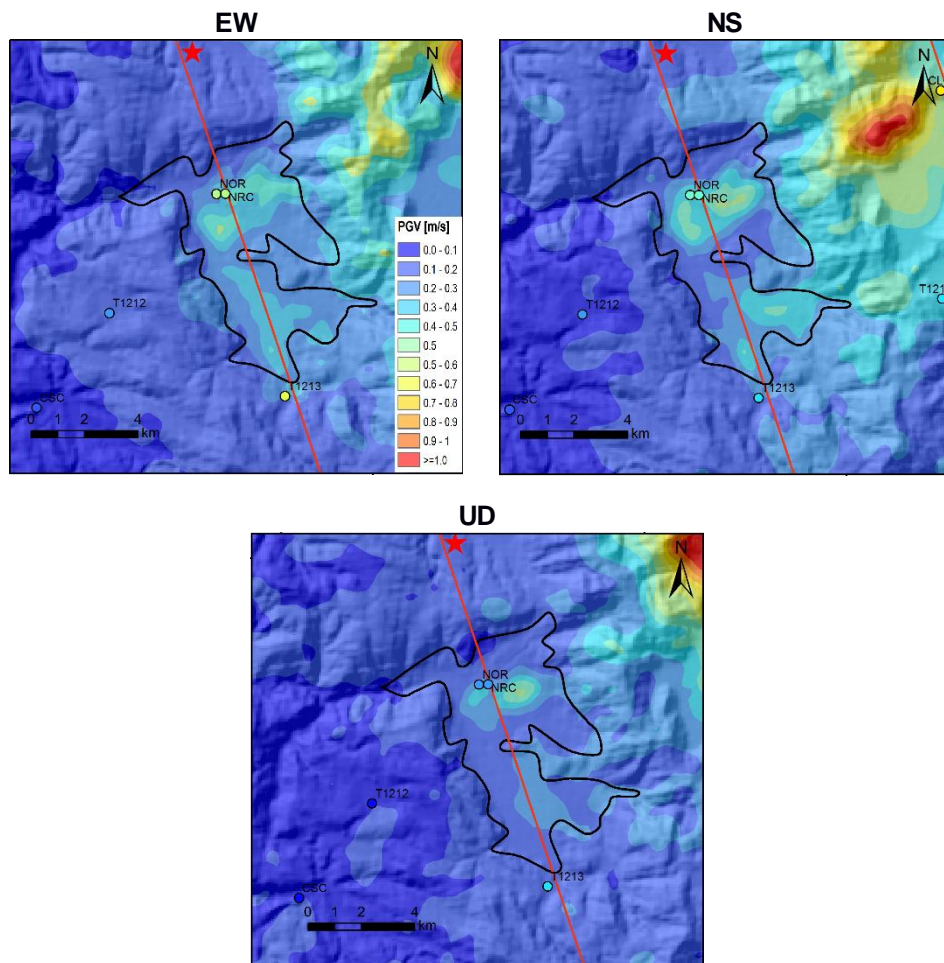 EW
N
NOR
NRC
PGV [m/s]
0.0 - 0.1
0.1 - 0.2
0.2 - 0.3
0.3 - 0.4
0.4 - 0.5
0.5
0.5 - 0.6
0.6 - 0.7
0.7 - 0.8
0.8 - 0.9
0.9 - 1
>=1.0
T1212
T1213
CSC
0 1 2 4
km
NS
N
CL
NOR
NRC
T1212
T121
T1213
CSC
0 1 2 4
km
UD
N
NOR
NRC
T1212
T1213
CSC
0 1 2 4
km